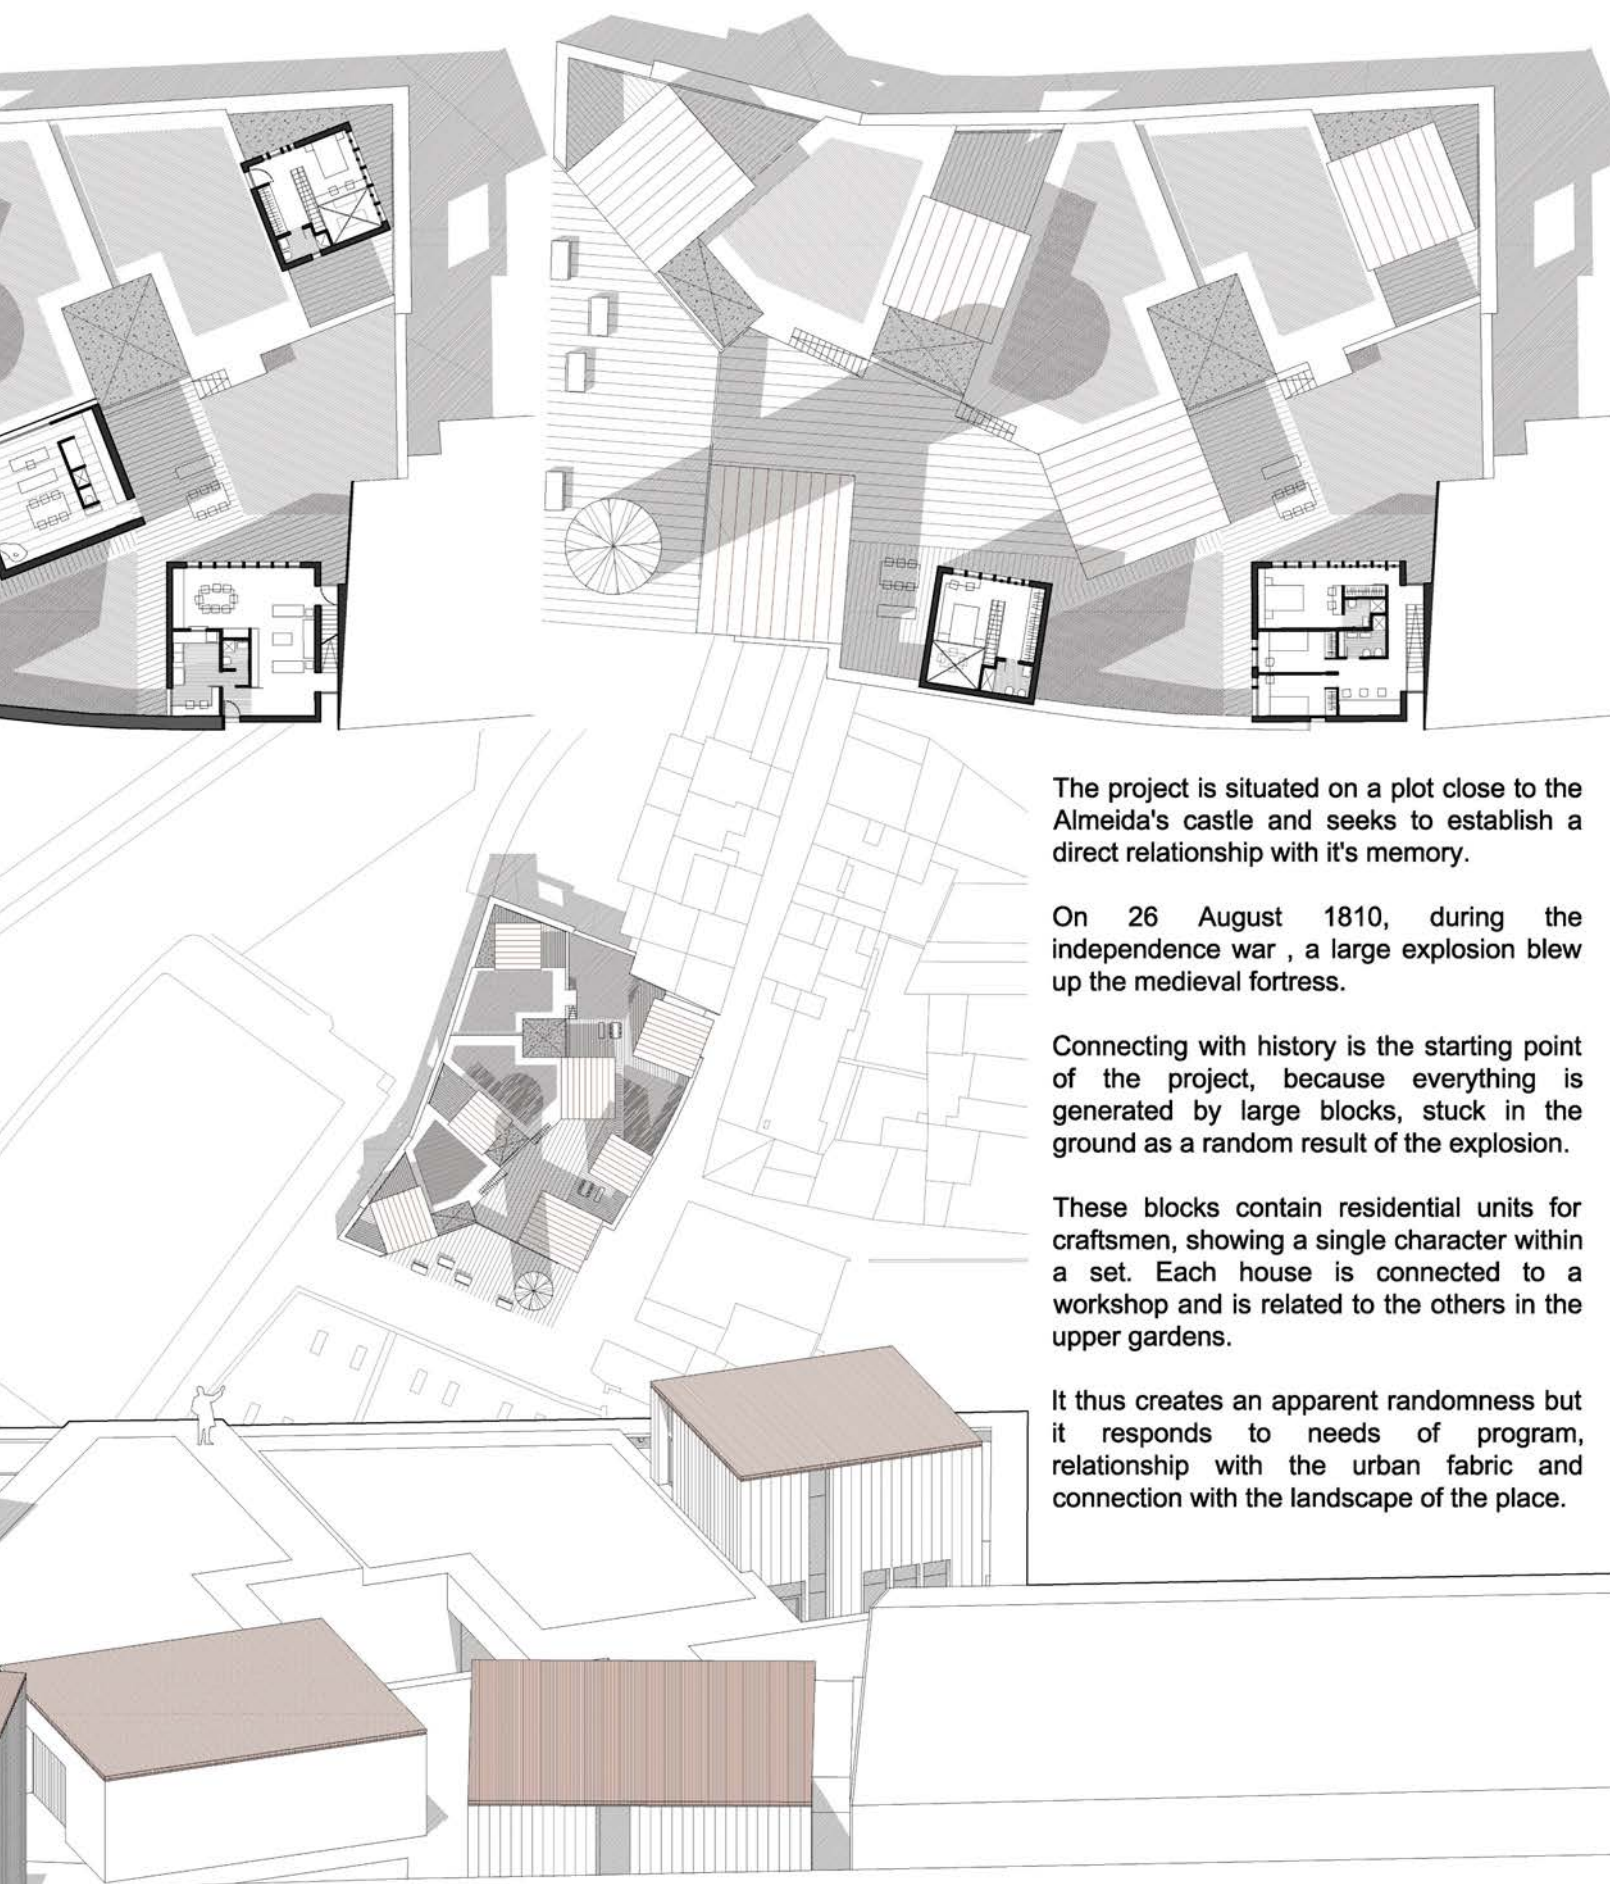 The project is situated on a plot close to the
Almeida's castle and seeks to establish a
direct relationship with it's memory.
On 26 August 1810, during the
independence war , a large explosion blew
up the medieval fortress.
Connecting with history is the starting point
of the project, because everything is
generated by large blocks, stuck in the
ground as a random result of the explosion.
These blocks contain residential units for
craftsmen, showing a single character within
a set. Each house is connected to a
workshop and is related to the others in the
upper gardens.
It thus creates an apparent randomness but
it responds to needs of program,
relationship with the urban fabric and
connection with the landscape of the place.